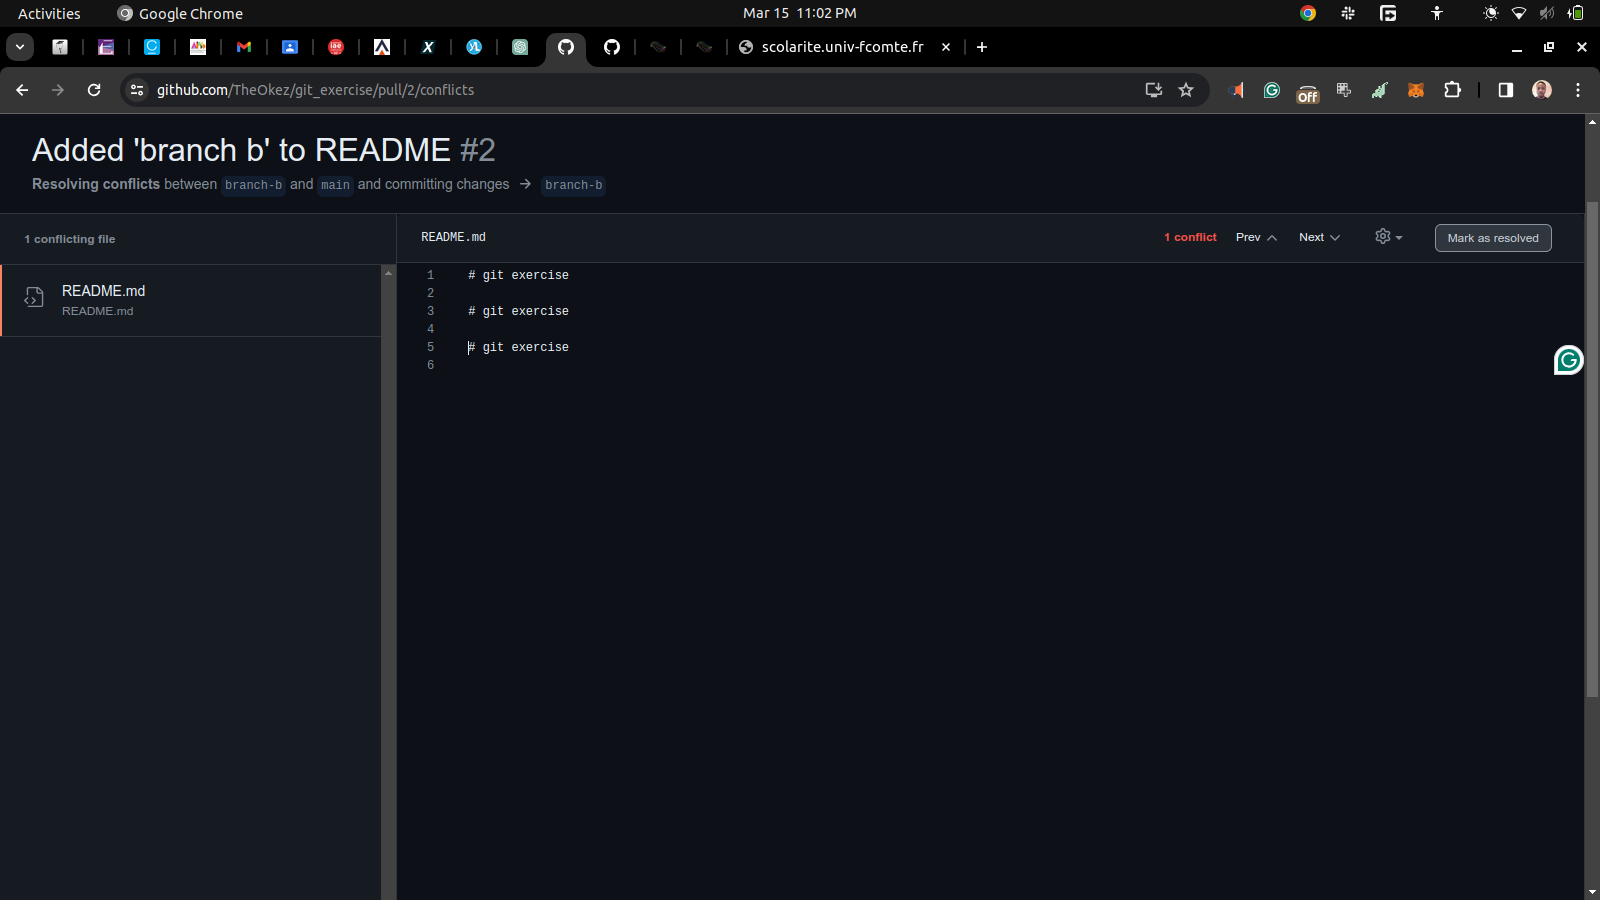 Activities
Google Chrome
Mar 15 11:02 PM
scolarite.univ-fcomte.fr
github.com/TheOkez/git_exercise/pull/2/conflicts
Off
Added 'branch b' to README #2
Resolving conflicts between branch-b and main and committing changes → branch-b
1 conflicting file
README.md
1 conflict
Prev
Next
Mark as resolved
README.md
README.md
1 # git exercise
2
3 # git exercise
4
5 # git exercise
6